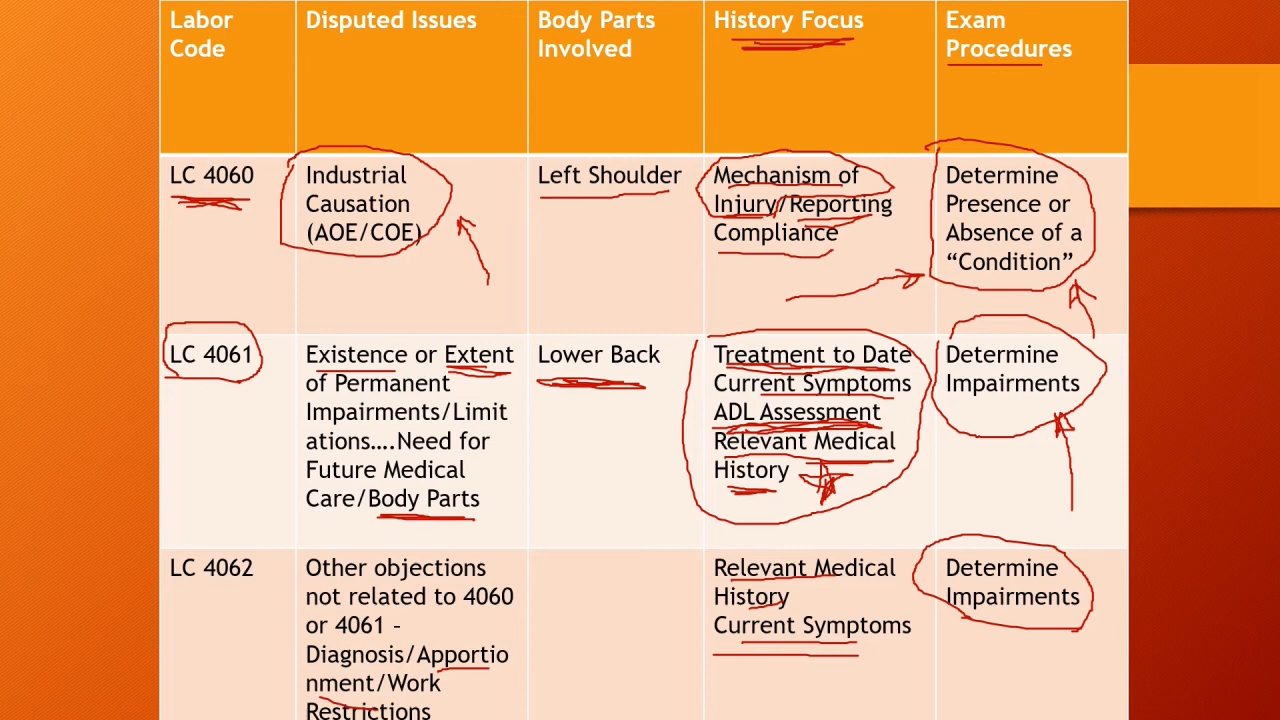 Labor
Code
Disputed Issues
Body Parts
Involved
History Focus
Exam
Procedures
LC 4060
Industrial
Causation
(AOE/COE)
Left Shoulder
Mechanism of
Injury/Reporting
Compliance
Determine
Presence or
Absence of a
“Condition”
LC 4061
Existence or Extent
of Permanent
Impairments/Limit
ations….Need for
Future Medical
Care/Body Parts
Lower Back
Treatment to Date
Current Symptoms
ADL Assessment
Relevant Medical
History
Determine
Impairments
LC 4062
Other objections
not related to 4060
or 4061 –
Diagnosis/Apportio
nment/Work
Restrictions
Relevant Medical
History
Current Symptoms
Determine
Impairments